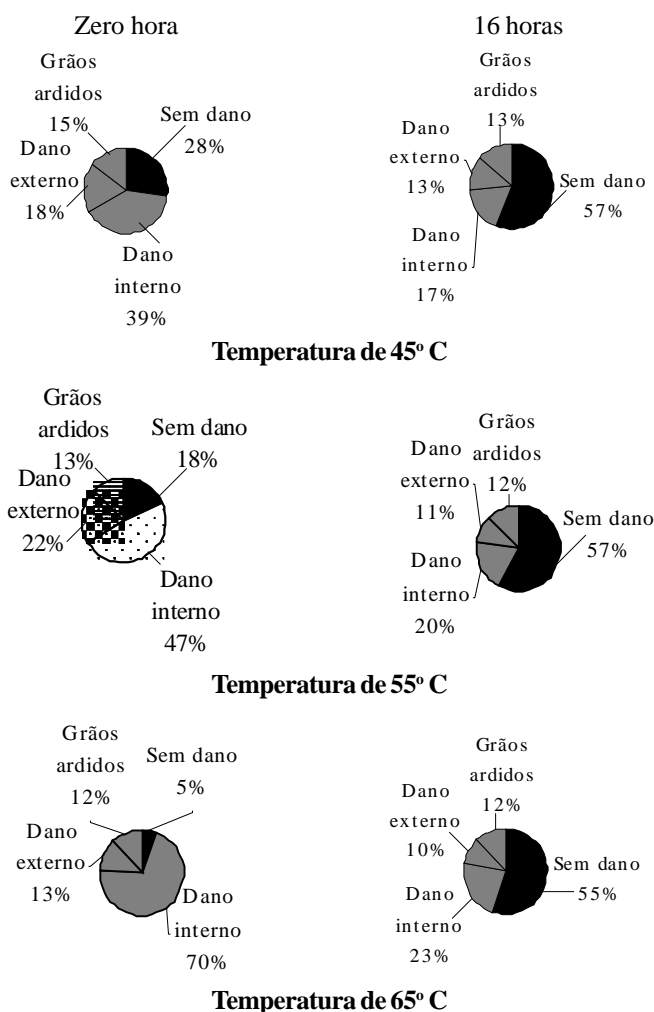 Zero hora
Grãos
ardidos
15%
Sem dano
28%
Dano
externo
18%
Dano
interno
39%
16 horas
Grãos
ardidos
13%
Dano
externo
13%
Sem dano
57%
Dano
interno
17%
Temperatura de 45º C
Grãos
ardidos
13%
Sem dano
18%
Dano
externo
22%
Dano
interno
47%
Grãos
ardidos
12%
Dano
externo
11%
Sem dano
57%
Dano
interno
20%
Temperatura de 55º C
Grãos
ardidos
12%
Sem dano
5%
Dano
externo
13%
Dano
interno
70%
Grãos
ardidos
12%
Dano
externo
10%
Sem dano
55%
Dano
interno
23%
Temperatura de 65º C